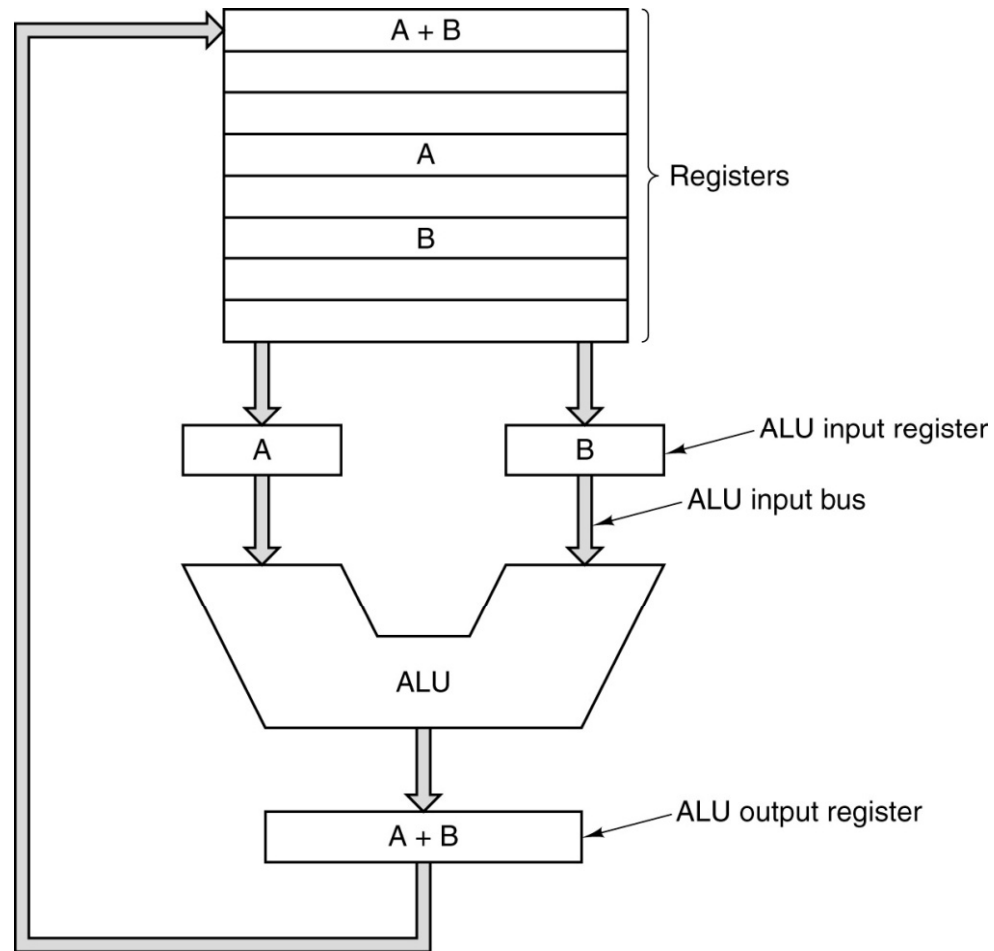 A + B
A
Registers
B
A
B
ALU input register
ALU input bus
ALU
A + B
ALU output register